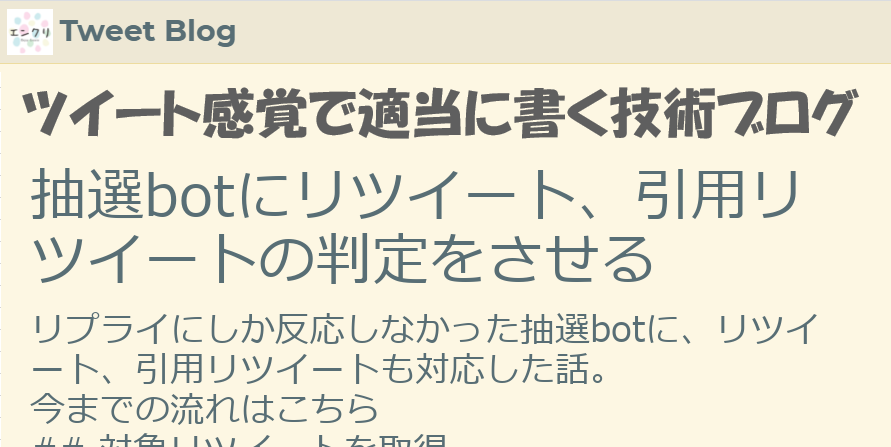 エンクリ
Tweet Blog
ツイート感覚で適当に書く技術ブログ
抽選botにリツイート、引用リ
ツイートの判定をさせる
リプライにしか反応しなかった抽選botに、リツイ
ート、引用リツイートも対応した話。
今までの流れはこちら
## 対象リツイートを取得